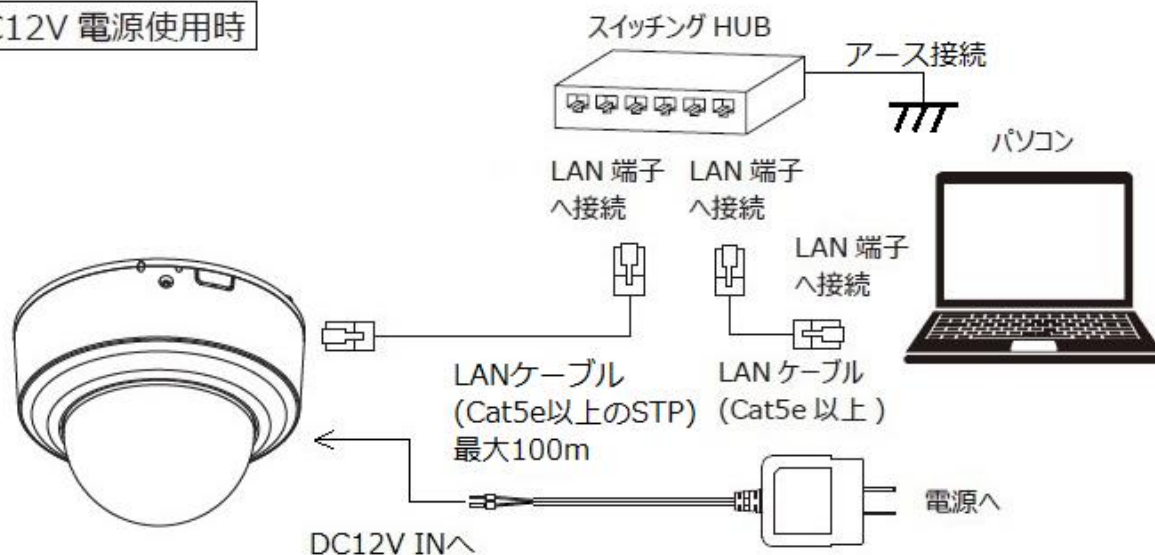 C12V 電源使用時
スイッチング HUB
アース接続
パソコン
LAN 端子
へ接続
LAN 端子
へ接続
LAN 端子
へ接続
LANケーブル
(Cat5e以上のSTP)
最大100m
LAN ケーブル
(Cat5e 以上 )
電源へ
DC12V INへ